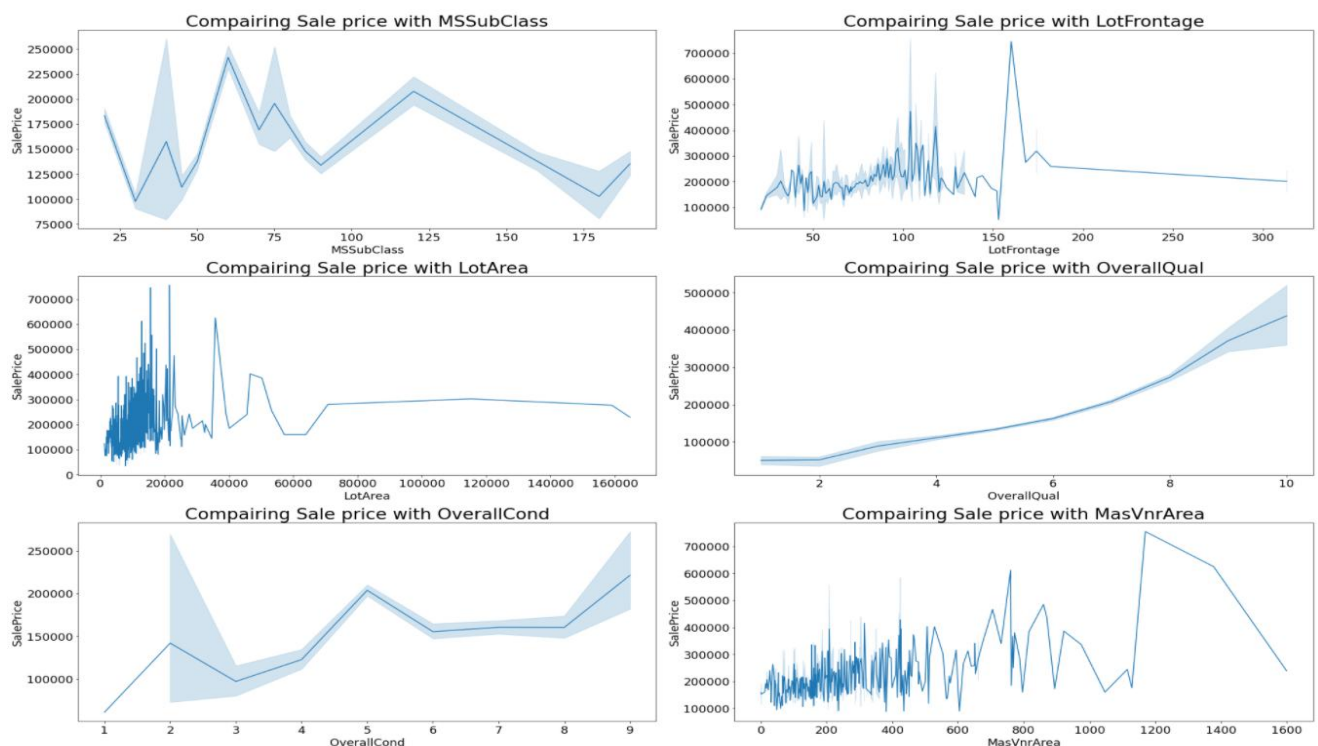 Compairing Sale price with MSSubClass
250000
225000
200000
175000
150000
125000
100000
75000
SalePrice
25 50 75 100 125 150 175
MSSubClass
Compairing Sale price with LotFrontage
700000
600000
500000
400000
300000
200000
100000
SalePrice
50 100 150 200 250 300
LotFrontage
Compairing Sale price with LotArea
700000
600000
500000
400000
300000
200000
100000
0
SalePrice
0 20000 40000 60000 80000 100000 120000 140000 160000
LotArea
Compairing Sale price with OverallQual
500000
400000
300000
200000
100000
SalePrice
2 4 6 8 10
OverallQual
Compairing Sale price with OverallCond
250000
200000
150000
100000
SalePrice
1 2 3 4 5 6 7 8 9
OverallCond
Compairing Sale price with MasVnrArea
700000
600000
500000
400000
300000
200000
100000
SalePrice
0 200 400 600 800 1000 1200 1400 1600
MasVnrArea